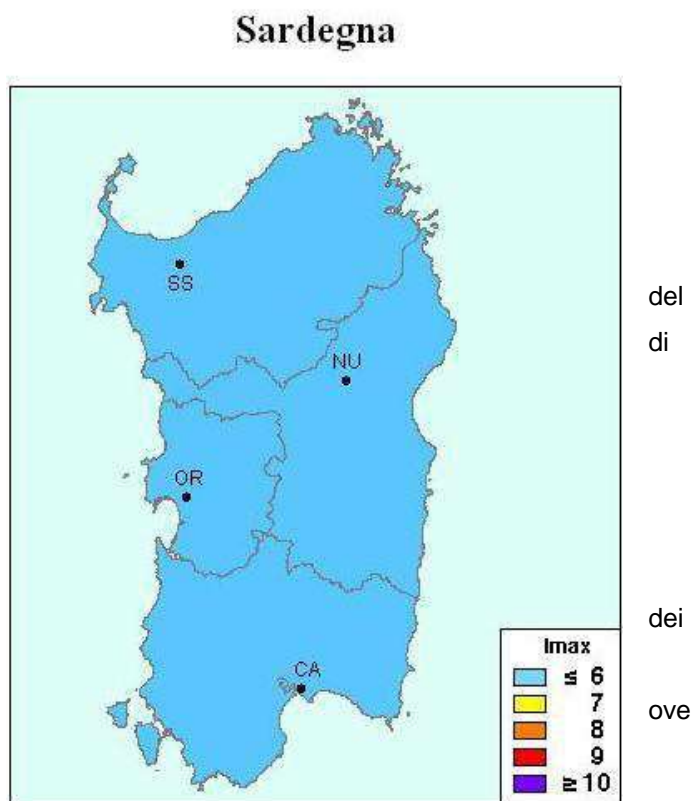 Sardegna
SS
del
di
NU
OR
dei
Imax
CA
≤ 6
7
ove
8
9
≥ 10